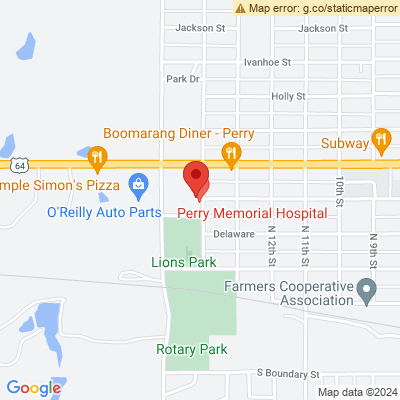 Map error: g.co/staticmaperror
Jackson St
Ivanhoe St
Park Dr
Holly St
Boomarang Diner - Perry
Subway
64
mple Simon's Pizza
O'Reilly Auto Parts
Perry Memorial Hospital
10th St
Delaware
N 12th St
N 11th St
N 9th St
Lions Park
Farmers Cooperative
Association
Rotary Park
S Boundary St
Google
Map data ©2024